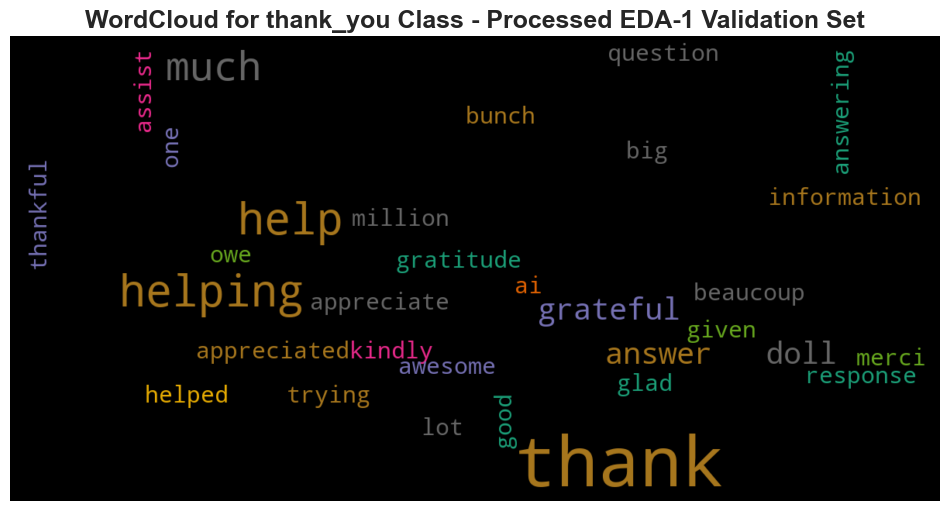 WordCloud for thank_you Class - Processed EDA-1 Validation Set
much
assist
question
answering
bunch
one
big
thankful
information
help
million
owe
gratitude
helping
ai
beaucoup
appreciate
grateful
given
appreciated
kindly
answer
doll
merci
awesome
response
glad
helped
trying
good
lot
thank